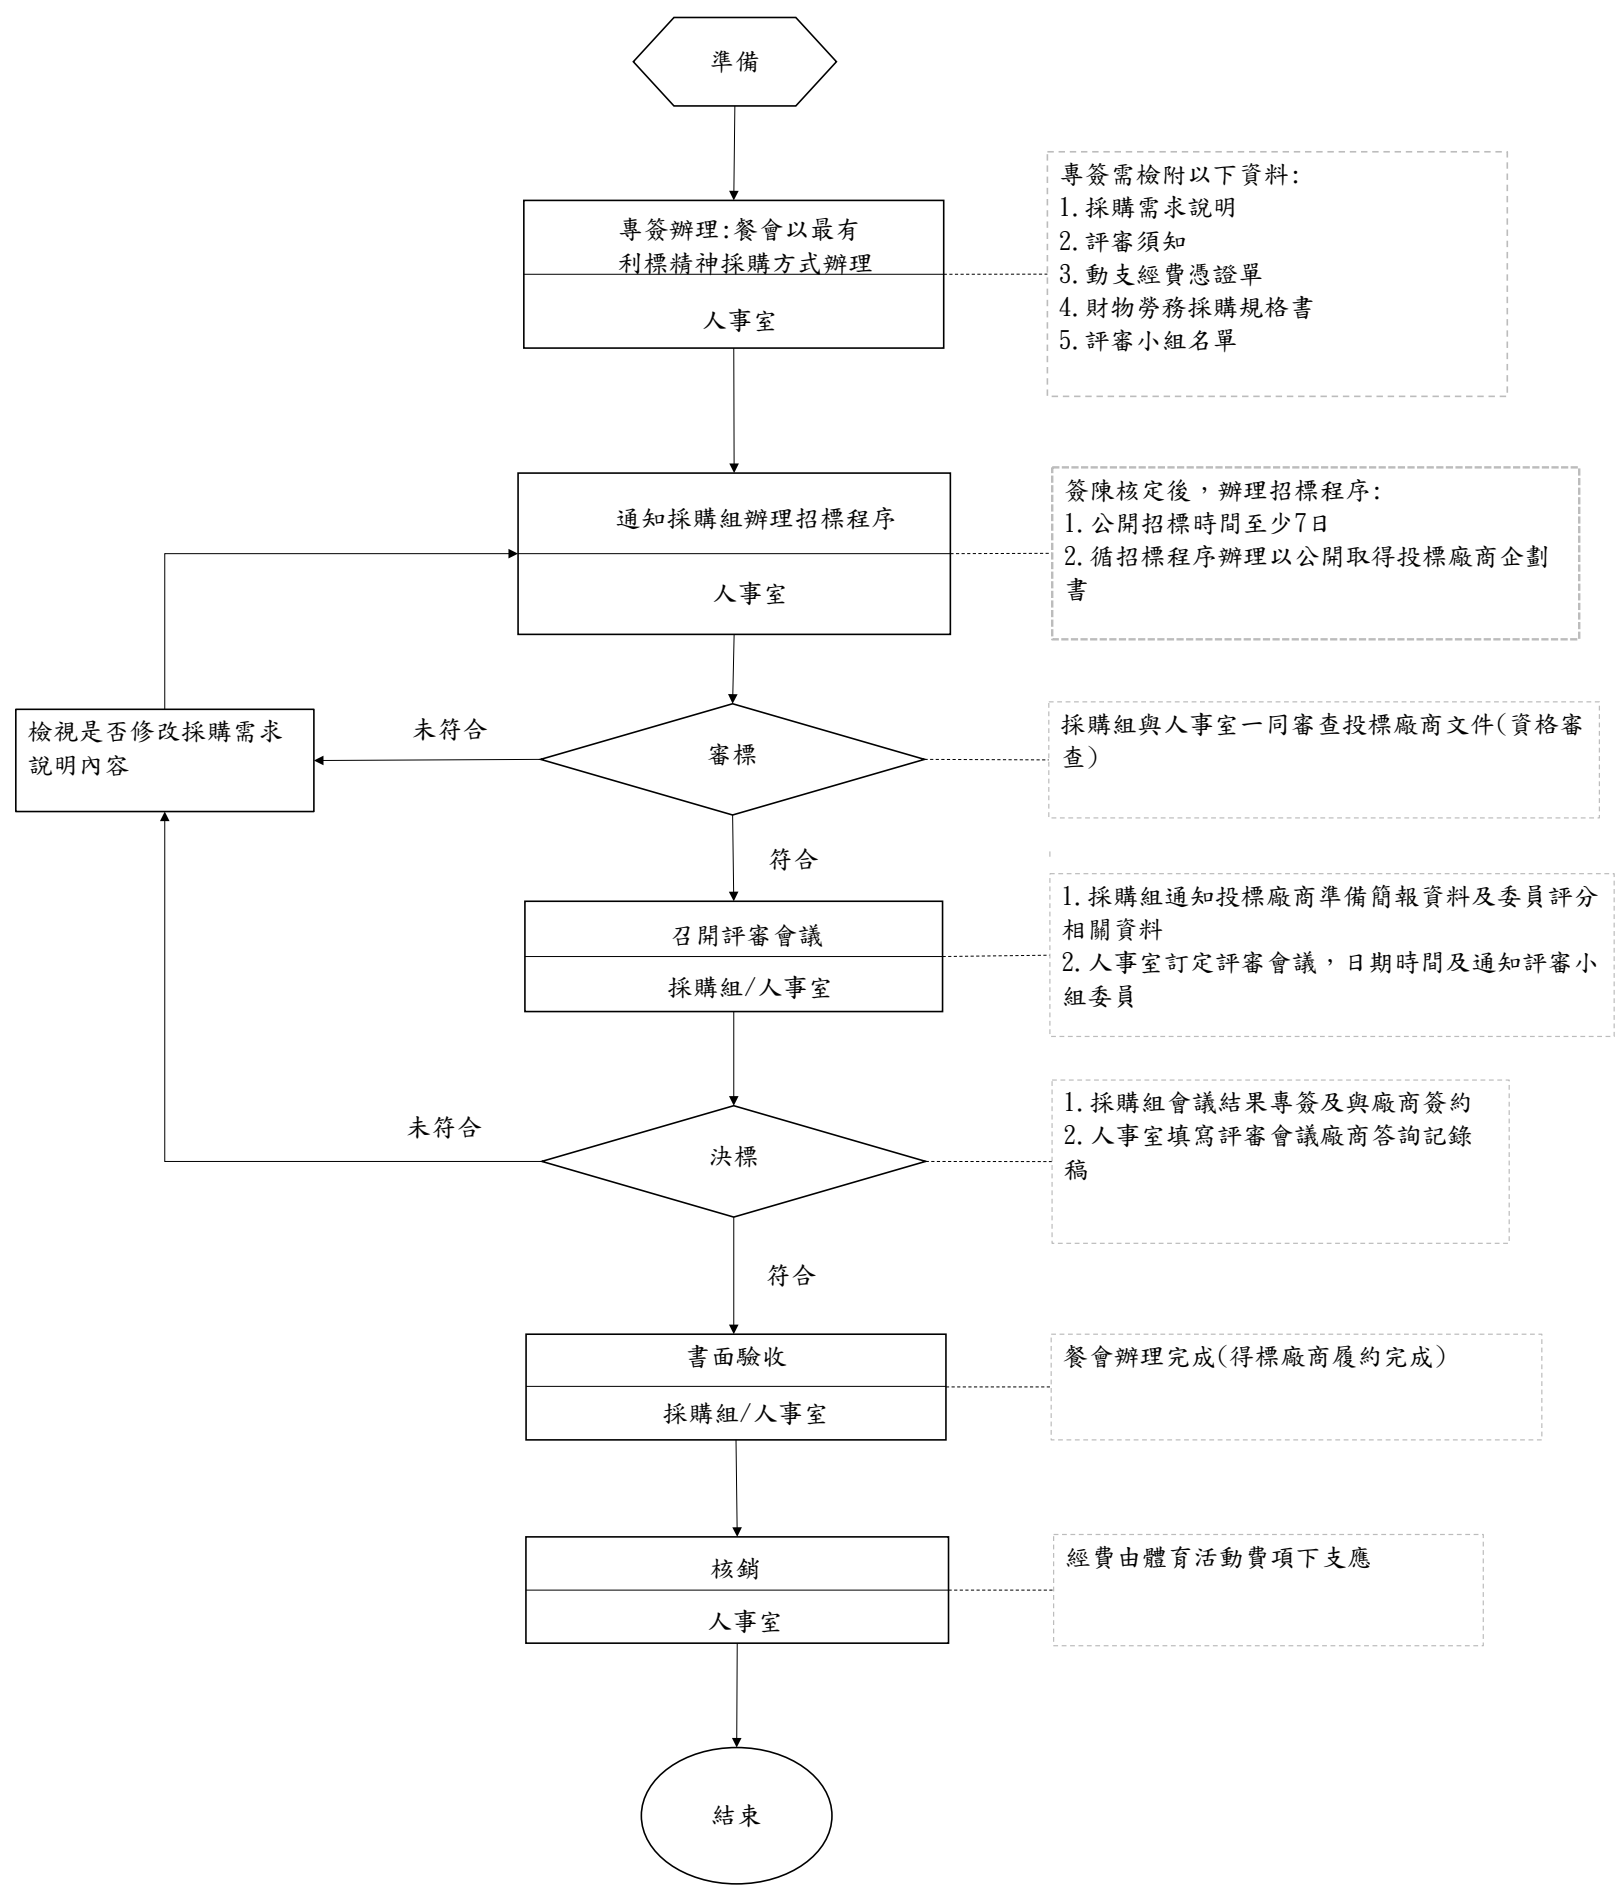 準備
專簽辦理:餐會以最有
利標精神採購方式辦理
人事室
專簽需檢附以下資料:
1.採購需求說明
2.評審須知
3.動支經費憑證單
4.財物勞務採購規格書
5.評審小組名單
通知採購組辦理招標程序
人事室
簽陳核定後，辦理招標程序:
1.公開招標時間至少7日
2.循招標程序辦理以公開取得投標廠商企劃
書
檢視是否修改採購需求
說明內容
未符合
審標
採購組與人事室一同審查投標廠商文件(資格審
查)
符合
召開評審會議
採購組/人事室
1.採購組通知投標廠商準備簡報資料及委員評分
相關資料
2.人事室訂定評審會議，日期時間及通知評審小
組委員
未符合
決標
1.採購組會議結果專簽及與廠商簽約
2.人事室填寫評審會議廠商答詢記錄
稿
符合
書面驗收
採購組/人事室
餐會辦理完成(得標廠商履約完成)
核銷
人事室
經費由體育活動費項下支應
結束